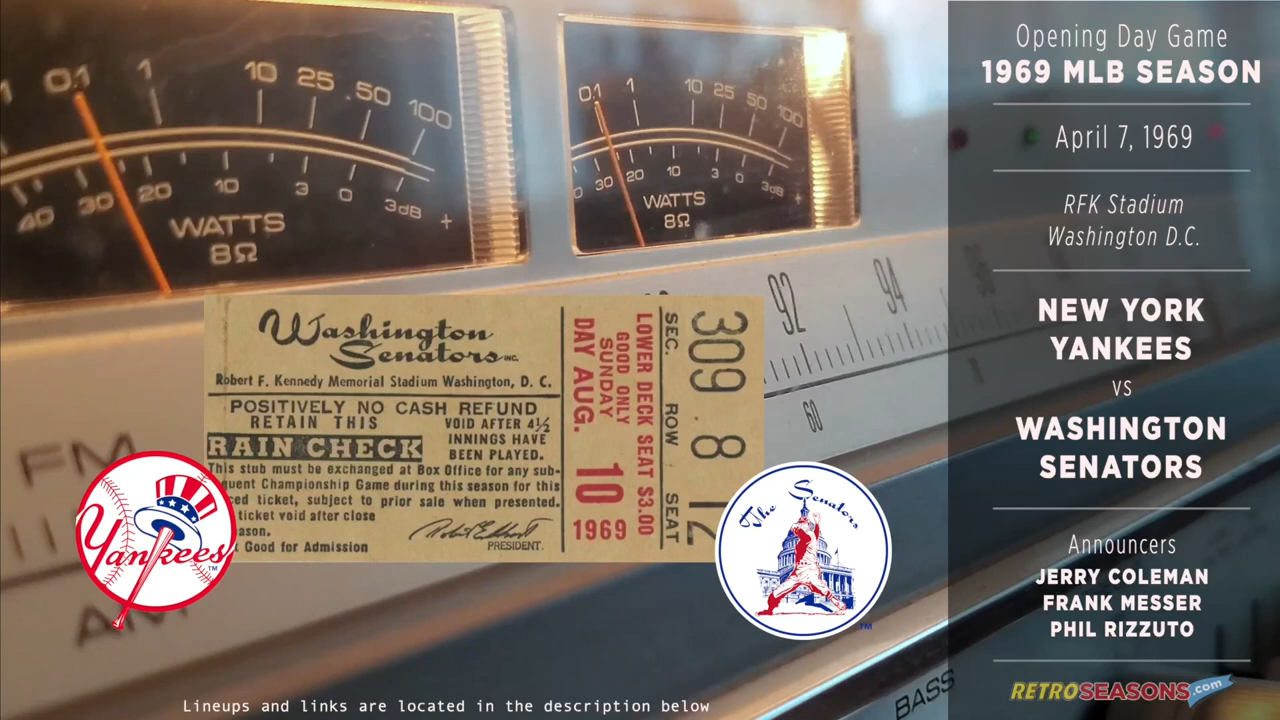 0.1 1 10 25 50 100
40 30 20 10 3 0 3dB +
WATTS
8Ω
0.1 1 10 25 50 100
30 20 10 3 0 3dB +
WATTS
8Ω
92 94
60
FM
AM
BASS
Washington
Senators INC.
Robert F. Kennedy Memorial Stadium Washington, D. C.
POSITIVELY NO CASH REFUND
RETAIN THIS
RAIN CHECK
VOID AFTER 4½
INNINGS HAVE
BEEN PLAYED.
This stub must be exchanged at Box Office for any sub-
quent Championship Game during this season for this
ced ticket, subject to prior sale when presented.
ticket void after close
ason.
Good for Admission
PRESIDENT.
DAY AUG. 10
1969
SUNDAY
GOOD ONLY
LOWER DECK SEAT $3.00
SEC. ROW SEAT
309 8 12
Yankees TM
The Senators
TM
Opening Day Game
1969 MLB SEASON
April 7, 1969
RFK Stadium
Washington D.C.
NEW YORK
YANKEES
vs
WASHINGTON
SENATORS
Announcers
JERRY COLEMAN
FRANK MESSER
PHIL RIZZUTO
RETROSEASONS.com
Lineups and links are located in the description below